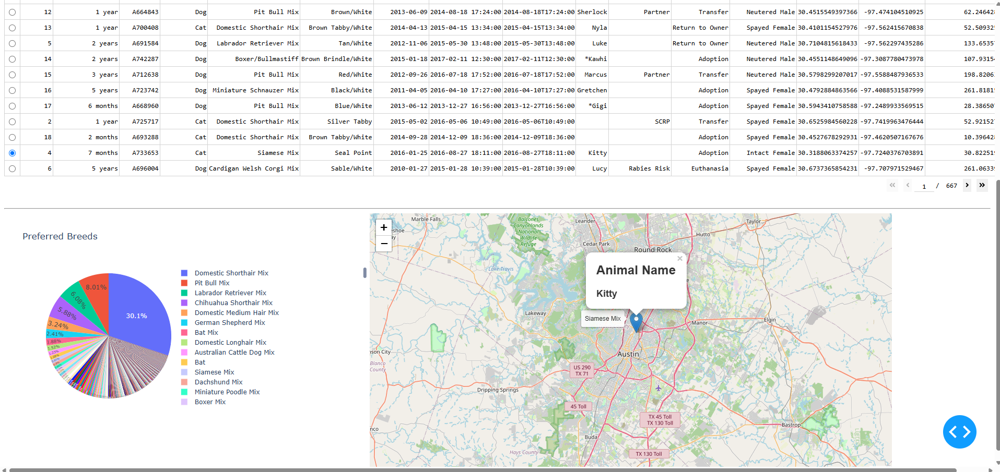 12 1 year A664843 Dog Pit Bull Mix Brown/White 2013-06-09 2014-08-18 17:24:00 2014-08-18T17:24:00 Sherlock Partner Transfer Neutered Male 30.4515549397366 -97.474104510925 62.246428
13 1 year A700408 Cat Domestic Shorthair Mix Brown Tabby/White 2014-04-13 2015-04-15 13:34:00 2015-04-15T13:34:00 Nyla Return to Owner Spayed Female 30.4101154527976 -97.562415670838 52.509325
5 2 years A691584 Dog Labrador Retriever Mix Tan/White 2012-11-06 2015-05-30 13:48:00 2015-05-30T13:48:00 Luke Return to Owner Neutered Male 30.7104815618433 -97.562297435286 133.65357
14 2 years A742287 Dog Boxer/Bullmastiff Brown Brindle/White 2015-01-18 2017-02-11 12:30:00 2017-02-11T12:30:00 *Kawhi Adoption Neutered Male 30.4551148649096 -97.3087780473978 107.93154
15 3 years A712638 Dog Pit Bull Mix Red/White 2012-09-26 2016-07-18 17:52:00 2016-07-18T17:52:00 Marcus Partner Transfer Neutered Male 30.5798299207017 -97.5588487936533 198.8206
16 5 years A723742 Dog Miniature Schnauzer Mix Black/White 2011-04-05 2016-04-10 17:27:00 2016-04-10T17:27:00 Gretchen Adoption Spayed Female 30.4792884863566 -97.4088531587999 261.8181
17 6 months A668960 Dog Pit Bull Mix Blue/White 2013-06-12 2013-12-27 16:56:00 2013-12-27T16:56:00 *Gigi Adoption Spayed Female 30.5943410758588 -97.2489933569515 28.38650
2 1 year A725717 Cat Domestic Shorthair Mix Silver Tabby 2015-05-02 2016-05-06 10:49:00 2016-05-06T10:49:00 SCRP Transfer Spayed Female 30.6525984560228 -97.7419963476444 52.92152
18 2 months A693288 Cat Domestic Shorthair Mix Brown Tabby/White 2014-09-28 2014-12-09 18:36:00 2014-12-09T18:36:00 Adoption Spayed Female 30.4527678292931 -97.4620507167676 10.396428
4 7 months A733653 Cat Siamese Mix Seal Point 2016-01-25 2016-08-27 18:11:00 2016-08-27T18:11:00 Kitty Adoption Intact Female 30.3188063374257 -97.7240376703891 30.82251
6 5 years A696004 Dog Cardigan Welsh Corgi Mix Sable/White 2010-01-27 2015-01-28 10:39:00 2015-01-28T10:39:00 Lucy Rabies Risk Euthanasia Spayed Female 30.6737365854231 -97.707971529467 261.0633
« ‹ 1 / 667 › »
Preferred Breeds
30.1%
8.01%
6.08%
5.88%
3.24%
2.41%
1.88%
1.52%
Domestic Shorthair Mix
Pit Bull Mix
Labrador Retriever Mix
Chihuahua Shorthair Mix
Domestic Medium Hair Mix
German Shepherd Mix
Bat Mix
Domestic Longhair Mix
Australian Cattle Dog Mix
Bat
Siamese Mix
Dachshund Mix
Miniature Poodle Mix
Boxer Mix
+
−
Marble Falls
Balcones
Canyonlands
National
Wildlife
Refuge
Leander
Taylor
Hutto
Cedar Park
Round Rock
Lake Travis
×
Animal Name
Kitty
Siamese Mix
Lakeway
Manor
Elgin
Austin
nson City
Blanco
County
US 290
TX 71
Dripping Springs
45 Toll
TX 45 Toll
TX 130 Toll
Bastrop
nco
Buda
Hays County
TX 130 Toll